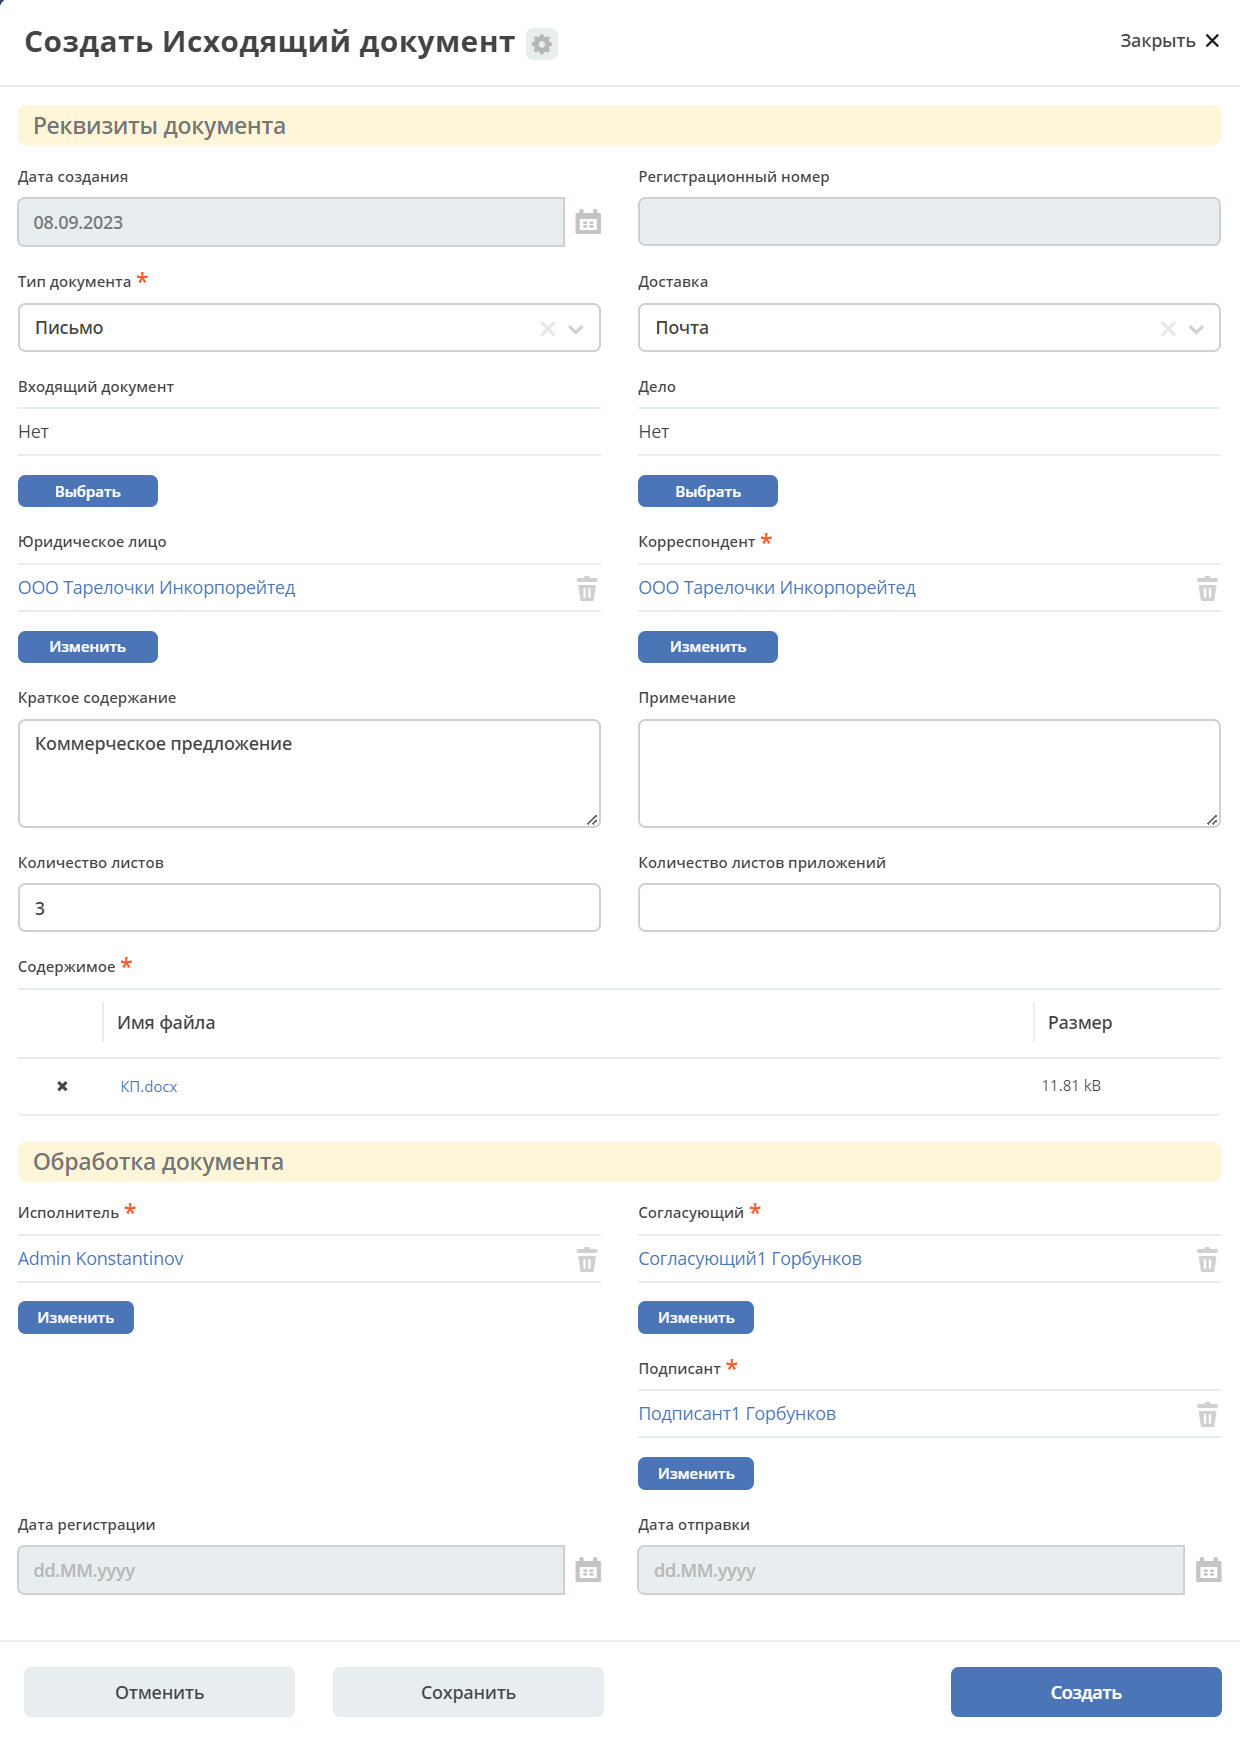 Создать Исходящий документ
Закрыть
Реквизиты документа
Дата создания
Регистрационный номер
08.09.2023
Тип документа *
Доставка
Письмо
Почта
Входящий документ
Дело
Нет
Нет
Выбрать
Выбрать
Юридическое лицо
Корреспондент *
ООО Тарелочки Инкорпорейтед
ООО Тарелочки Инкорпорейтед
Изменить
Изменить
Краткое содержание
Примечание
Коммерческое предложение
Количество листов
Количество листов приложений
3
Содержимое *
Имя файла
Размер
КП.docx
11.81 kB
Обработка документа
Исполнитель *
Согласующий *
Admin Konstantinov
Согласующий1 Горбунков
Изменить
Изменить
Подписант *
Подписант1 Горбунков
Изменить
Дата регистрации
Дата отправки
dd.MM.yyyy
dd.MM.yyyy
Отменить
Сохранить
Создать